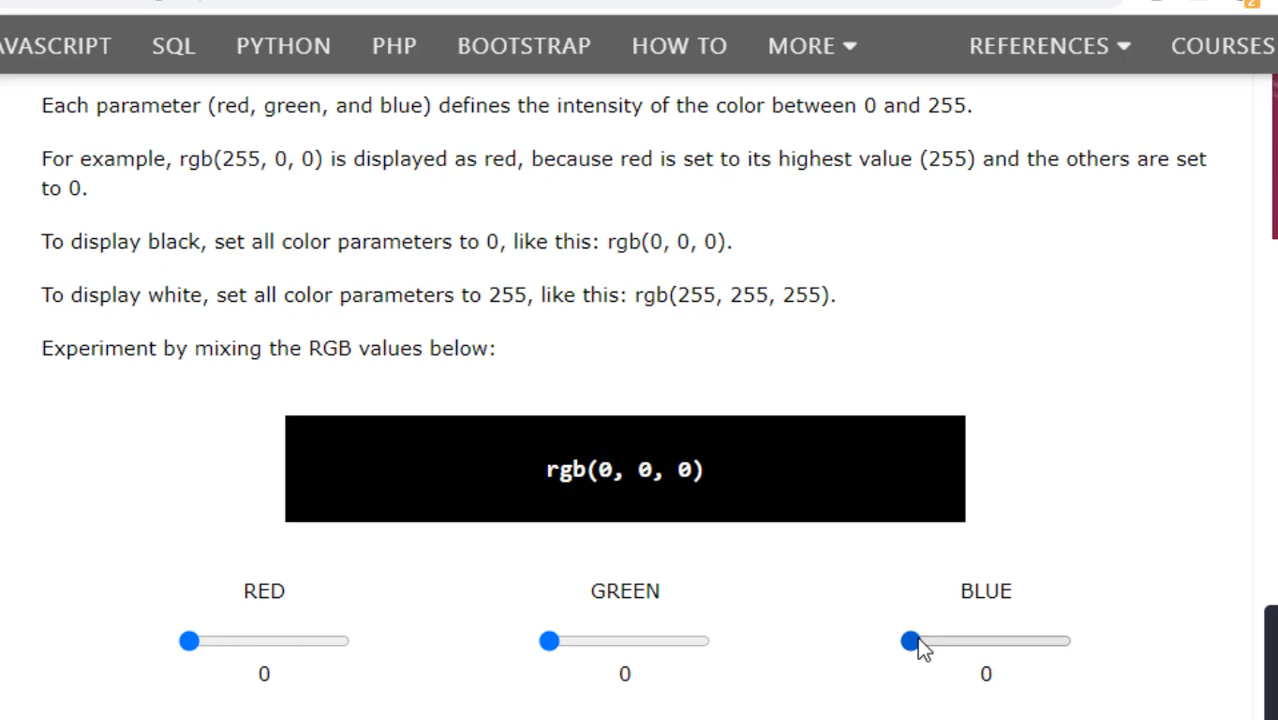 AVASCRIPT SQL PYTHON PHP BOOTSTRAP HOW TO MORE REFERENCES COURSES
Each parameter (red, green, and blue) defines the intensity of the color between 0 and 255.
For example, rgb(255, 0, 0) is displayed as red, because red is set to its highest value (255) and the others are set
to 0.
To display black, set all color parameters to 0, like this: rgb(0, 0, 0).
To display white, set all color parameters to 255, like this: rgb(255, 255, 255).
Experiment by mixing the RGB values below:
rgb(0, 0, 0)
RED GREEN BLUE
0 0 0